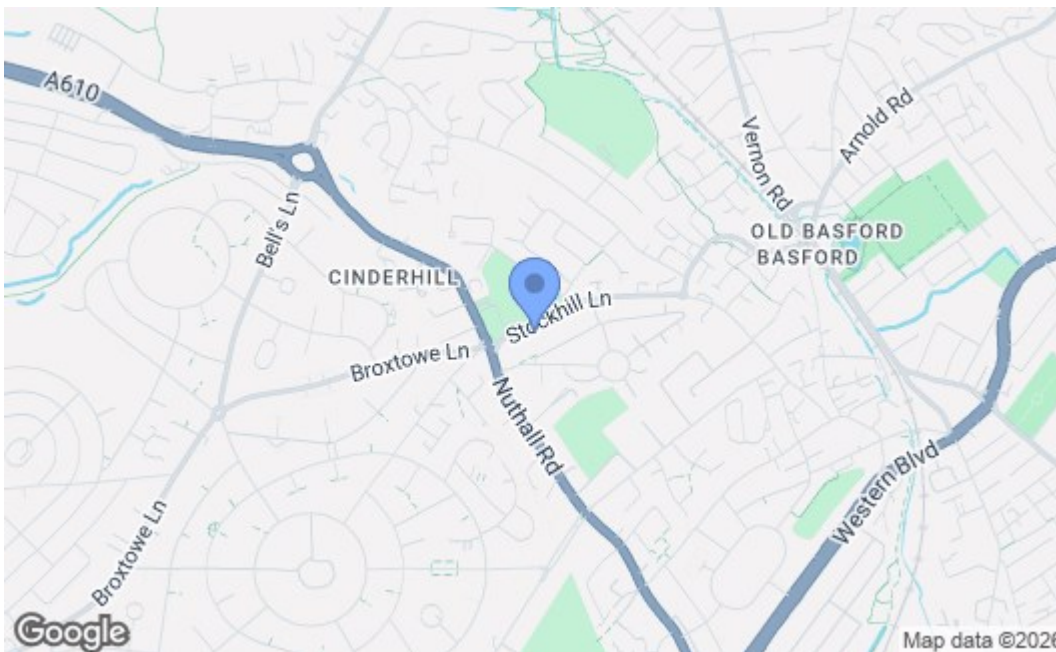 A610
Bell's Ln
CINDERHILL
Vernon Rd
Arnold Rd
OLD BASFORD
BASFORD
Stockhill Ln
Broxtowe Ln
Nuthall Rd
Western Blvd
Broxtowe Ln
Google
Map data ©2026